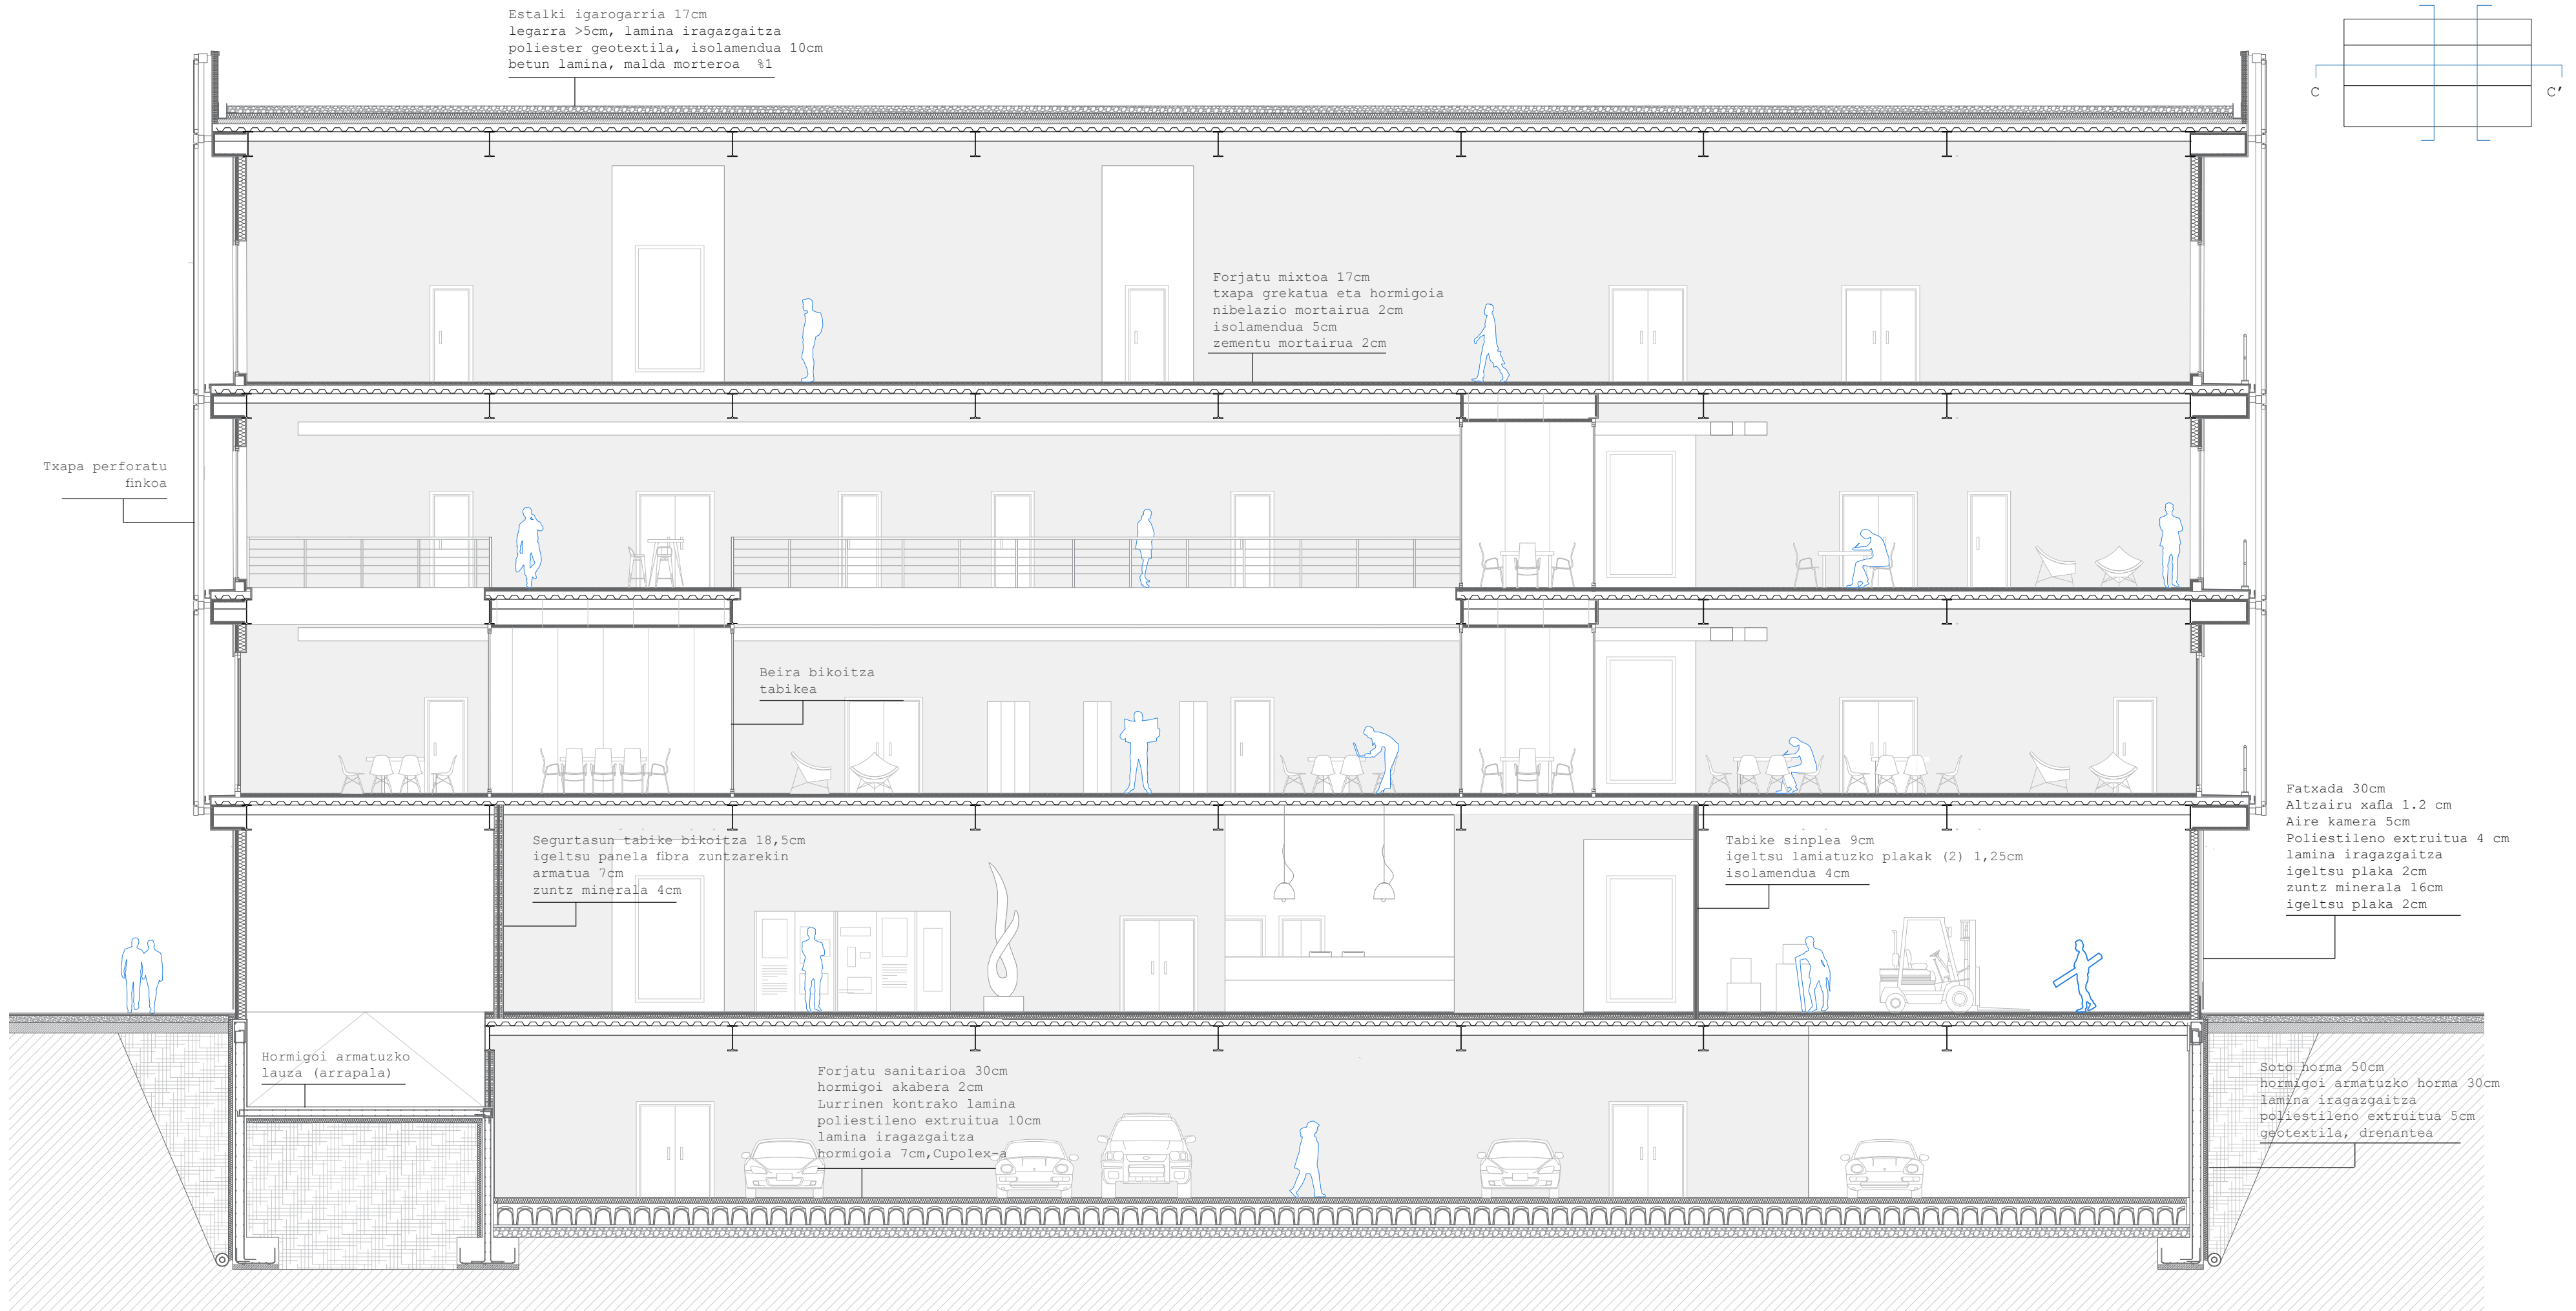 Estalki igarogarria 17cm
legarra >5cm, lamina iragazgaitza
poliester geotextila, isolamendua 10cm
betun lamina, malda morteroa %1
C
C'
Forjatu mixtoa 17cm
txapa grekatua eta hormigoia
nibelazio mortairua 2cm
isolamendua 5cm
zementu mortairua 2cm
Txapa perforatu
finkoa
Beira bikoitza
tabikea
Fatxada 30cm
Altzairu xafla 1.2 cm
Aire kamera 5cm
Poliestileno extruitua 4 cm
lamina iragazgaitza
igeltsu plaka 2cm
zuntz minerala 16cm
igeltsu plaka 2cm
Segurtasun tabike bikoitza 18,5cm
igeltsu panela fibra zuntzarekin
armatua 7cm
zuntz minerala 4cm
Tabike sinplea 9cm
igeltsu lamiatuzko plakak (2) 1,25cm
isolamendua 4cm
Hormigoi armatuzko
lauza (arrapala)
Forjatu sanitarioa 30cm
hormigoi akabera 2cm
Lurrinen kontrako lamina
poliestileno extruitua 10cm
lamina iragazgaitza
hormigoia 7cm,Cupolex-a
Soto horma 50cm
hormigoi armatuzko horma 30cm
lamina iragazgaitza
poliestileno extruitua 5cm
geotextila, drenantea